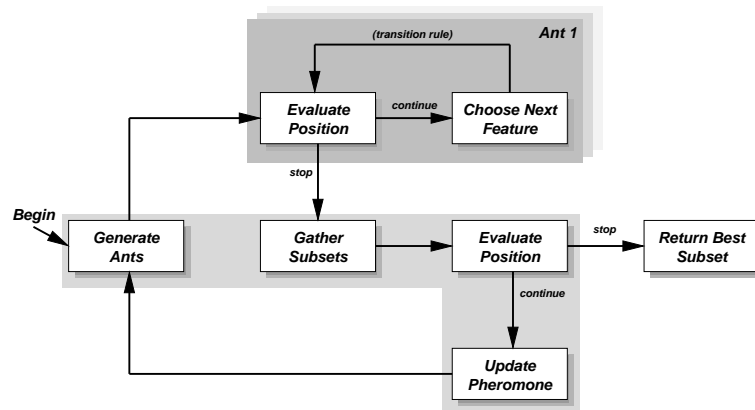 (transition rule)
Ant 1
Evaluate
Position
continue
Choose Next
Feature
stop
Begin
Generate
Ants
Gather
Subsets
Evaluate
Position
stop
Return Best
Subset
continue
Update
Pheromone